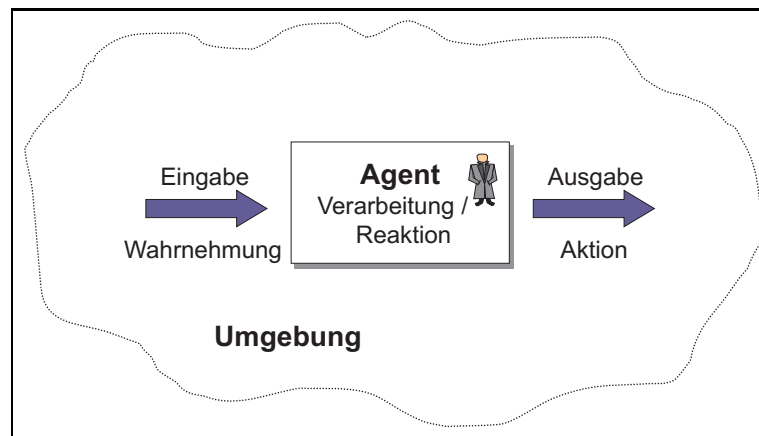 Eingabe
Wahrnehmung
Agent
Verarbeitung /
Reaktion
Ausgabe
Aktion
Umgebung